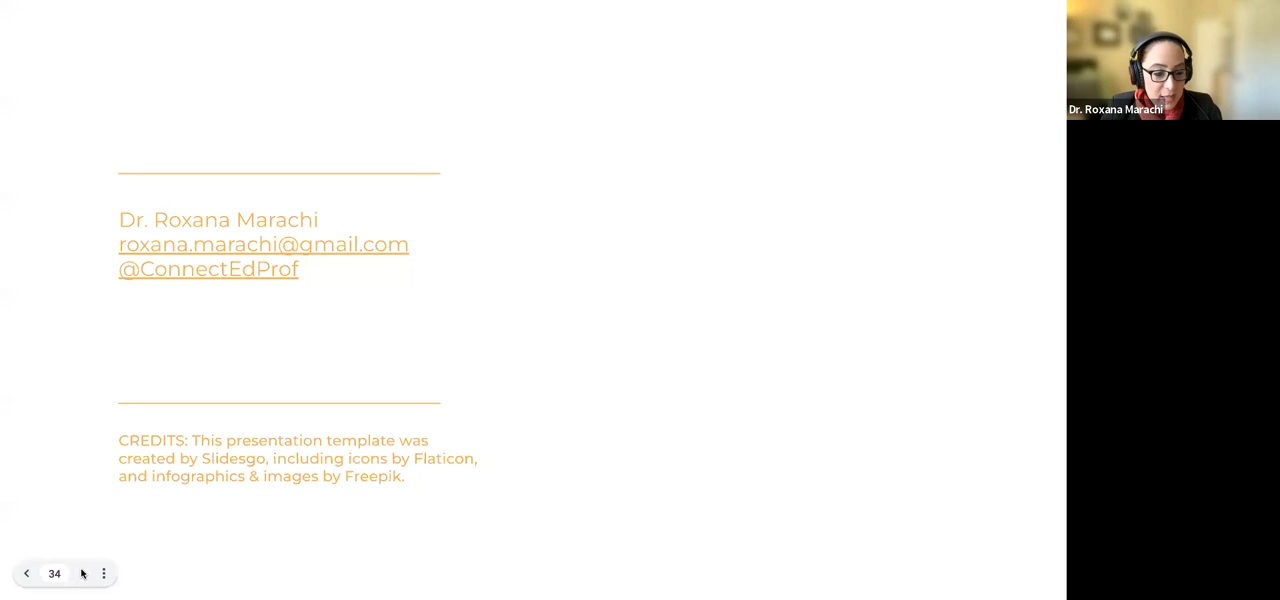 Dr. Roxana Marachi
Dr. Roxana Marachi
roxana.marachi@gmail.com
@ConnectEdProf
CREDITS: This presentation template was
created by Slidesgo, including icons by Flaticon,
and infographics & images by Freepik.
34